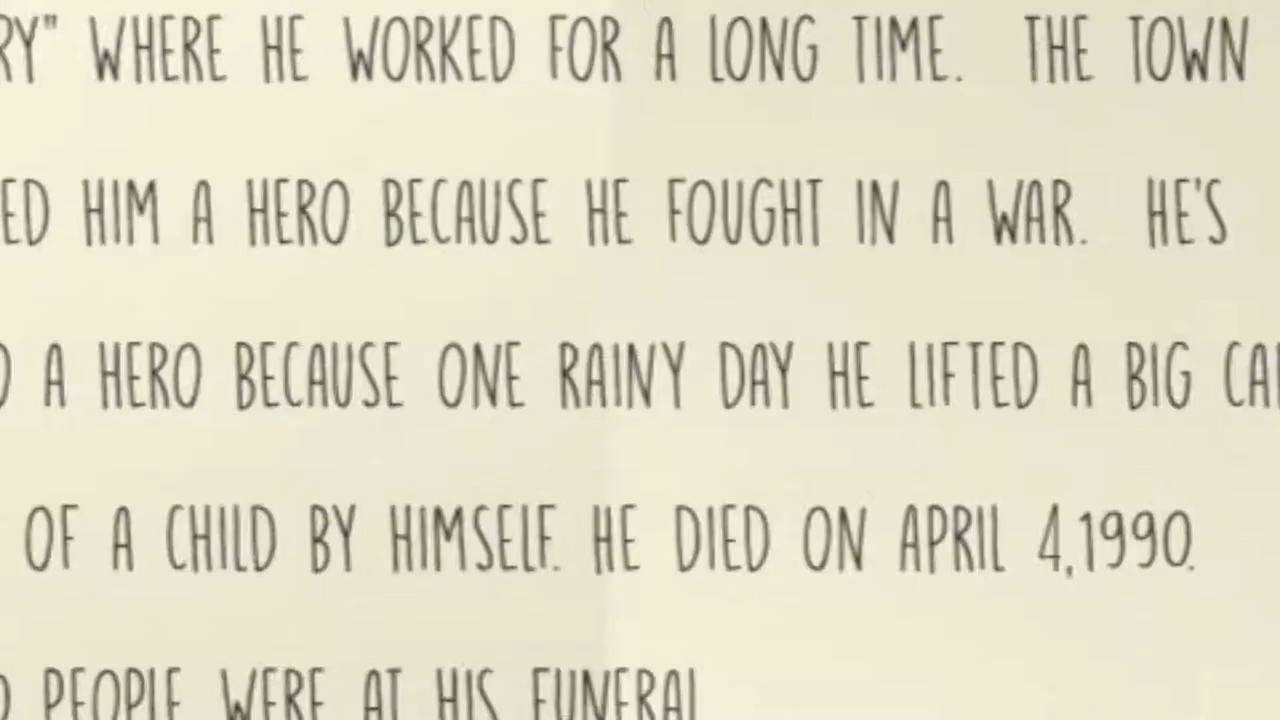 RY" WHERE HE WORKED FOR A LONG TIME. THE TOWN
ED HIM A HERO BECAUSE HE FOUGHT IN A WAR. HE'S
A HERO BECAUSE ONE RAINY DAY HE LIFTED A BIG
OF A CHILD BY HIMSELF. HE DIED ON APRIL 4,1990.
PEOPLE WERE AT HIS FUNERAL